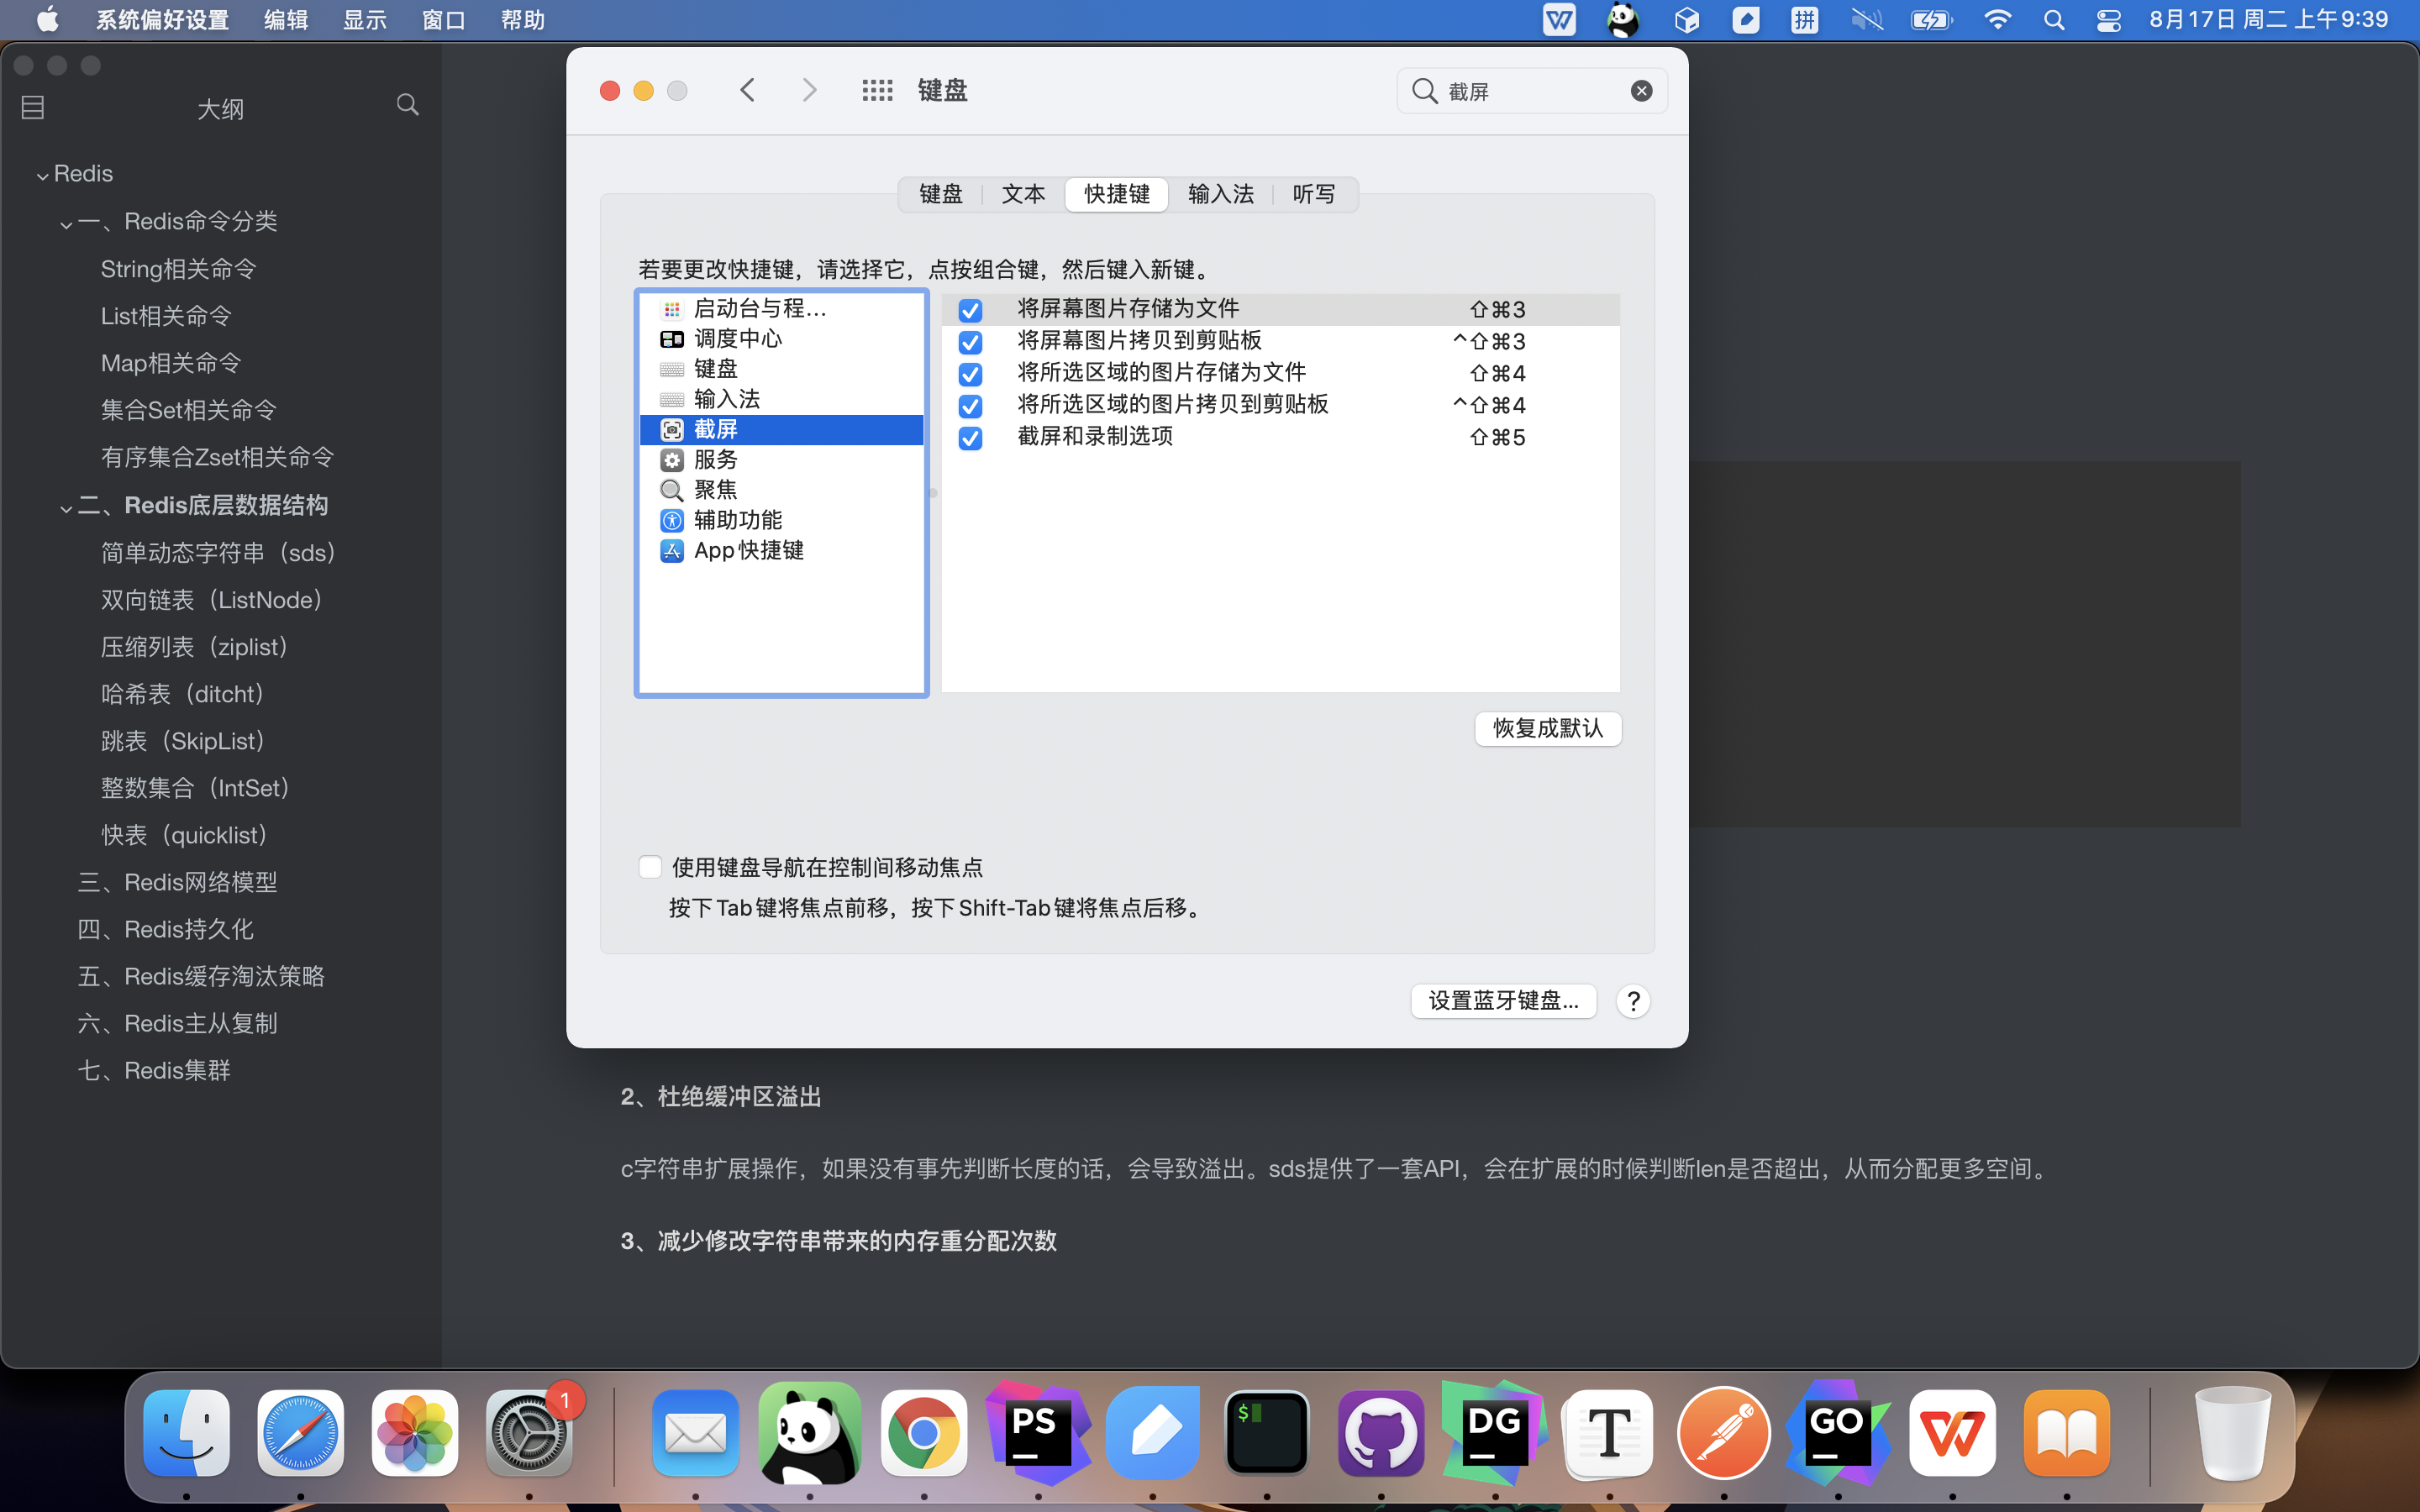 系统偏好设置 编辑 显示 窗口 帮助 拼 8月17日 周二 上午9:39
大纲
Redis
一、Redis命令分类
String相关命令
List相关命令
Map相关命令
集合Set相关命令
有序集合Zset相关命令
二、Redis底层数据结构
简单动态字符串（sds）
双向链表（ListNode）
压缩列表（ziplist）
哈希表（ditcht）
跳表（SkipList）
整数集合（IntSet）
快表（quicklist）
三、Redis网络模型
四、Redis持久化
五、Redis缓存淘汰策略
六、Redis主从复制
七、Redis集群
键盘 截屏
键盘 文本 快捷键 输入法 听写
若要更改快捷键，请选择它，点按组合键，然后键入新键。
启动台与程...
调度中心
键盘
输入法
截屏
服务
聚焦
辅助功能
App 快捷键
将屏幕图片存储为文件 ⇧⌘3
将屏幕图片拷贝到剪贴板 ^⇧⌘3
将所选区域的图片存储为文件 ⇧⌘4
将所选区域的图片拷贝到剪贴板 ^⇧⌘4
截屏和录制选项 ⇧⌘5
恢复成默认
使用键盘导航在控制间移动焦点
按下 Tab 键将焦点前移，按下 Shift-Tab 键将焦点后移。
设置蓝牙键盘... ?
2、杜绝缓冲区溢出
c字符串扩展操作，如果没有事先判断长度的话，会导致溢出。sds提供了一套API，会在扩展的时候判断len是否超出，从而分配更多空间。
3、减少修改字符串带来的内存重分配次数
1 PS $ DG T GO W